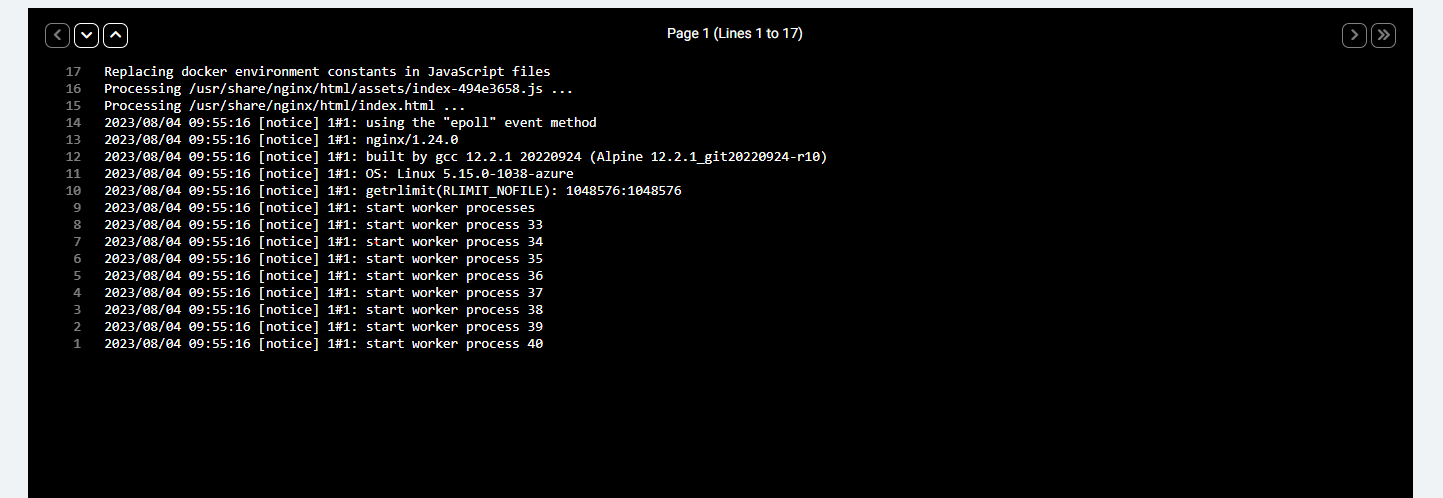 Page 1 (Lines 1 to 17)
17 Replacing docker environment constants in JavaScript files
16 Processing /usr/share/nginx/html/assets/index-494e3658.js ...
15 Processing /usr/share/nginx/html/index.html ...
14 2023/08/04 09:55:16 [notice] 1#1: using the "epoll" event method
13 2023/08/04 09:55:16 [notice] 1#1: nginx/1.24.0
12 2023/08/04 09:55:16 [notice] 1#1: built by gcc 12.2.1 20220924 (Alpine 12.2.1_git20220924-r10)
11 2023/08/04 09:55:16 [notice] 1#1: OS: Linux 5.15.0-1038-azure
10 2023/08/04 09:55:16 [notice] 1#1: getrlimit(RLIMIT_NOFILE): 1048576:1048576
9 2023/08/04 09:55:16 [notice] 1#1: start worker processes
8 2023/08/04 09:55:16 [notice] 1#1: start worker process 33
7 2023/08/04 09:55:16 [notice] 1#1: start worker process 34
6 2023/08/04 09:55:16 [notice] 1#1: start worker process 35
5 2023/08/04 09:55:16 [notice] 1#1: start worker process 36
4 2023/08/04 09:55:16 [notice] 1#1: start worker process 37
3 2023/08/04 09:55:16 [notice] 1#1: start worker process 38
2 2023/08/04 09:55:16 [notice] 1#1: start worker process 39
1 2023/08/04 09:55:16 [notice] 1#1: start worker process 40